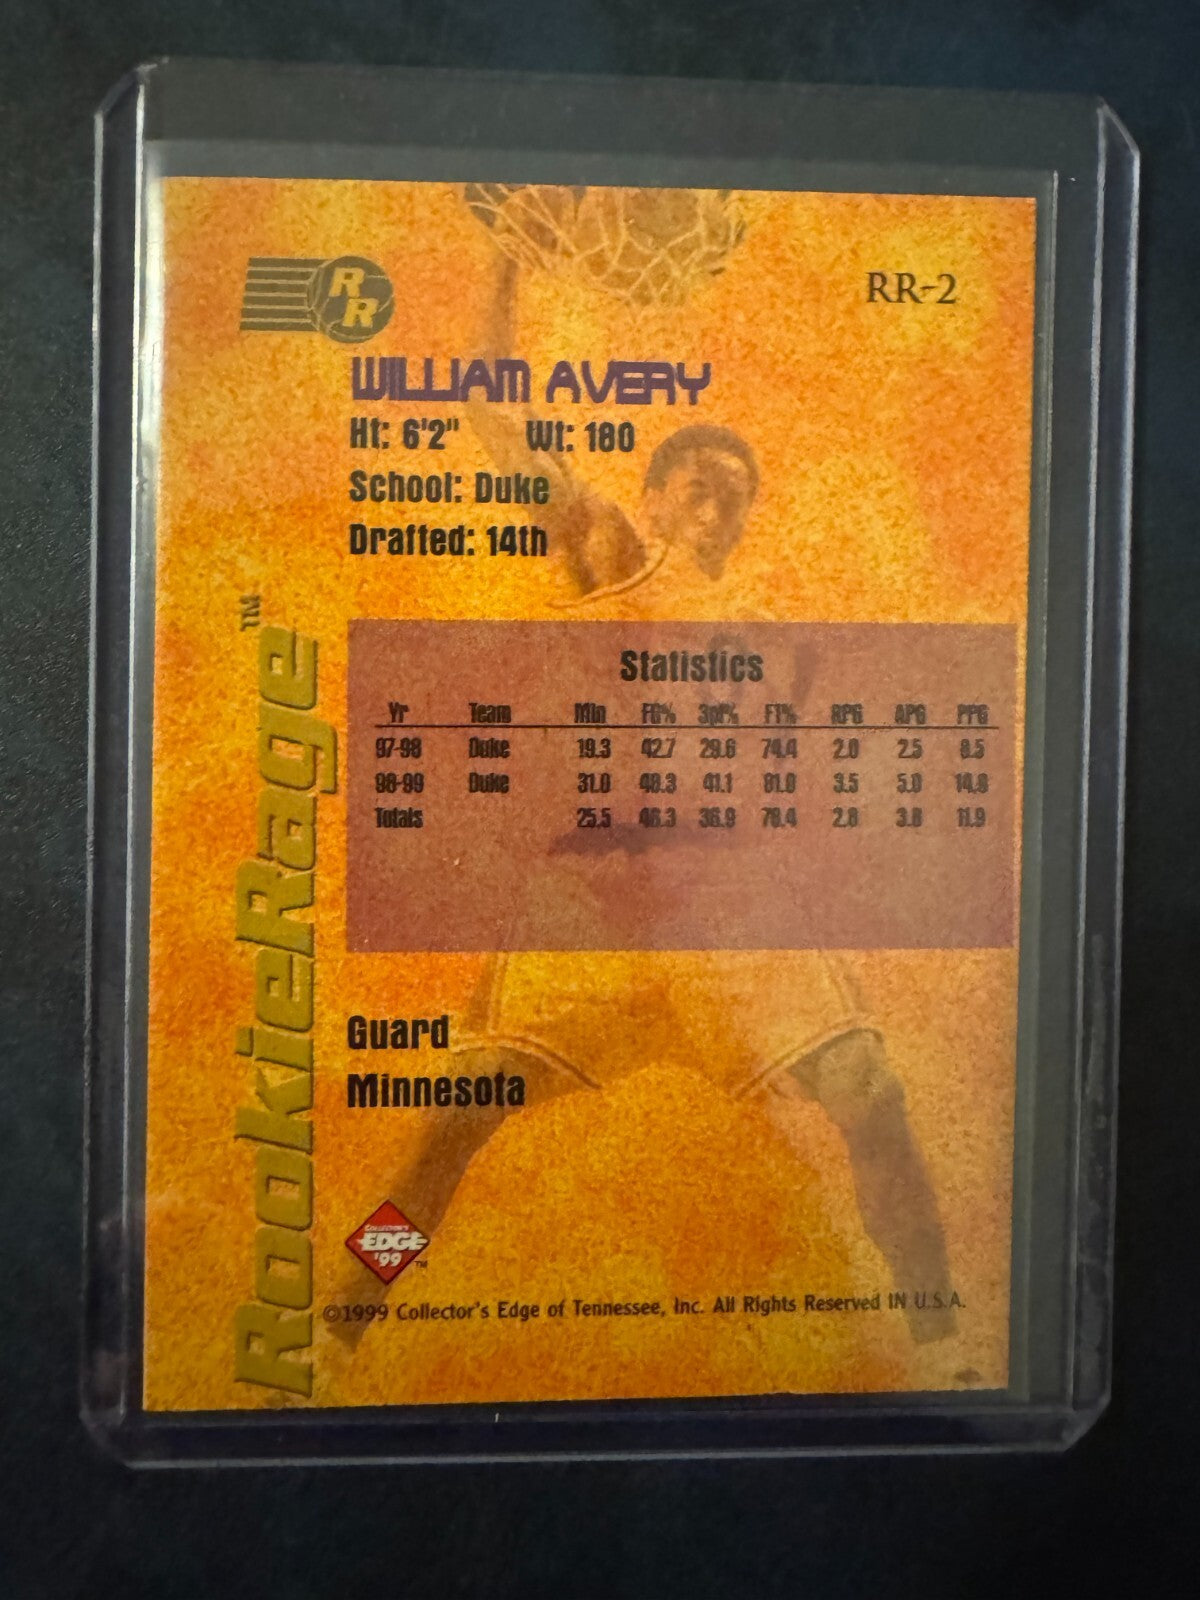 RR
RR-2
WILLIAM AVERY
Ht: 6'2" Wt: 180
School: Duke
Drafted: 14th
RookieRage™
Statistics
Yr Team Min FG% 3pt% FT% RPG APG PPG
97-98 Duke 19.3 42.7 29.6 74.4 2.0 2.5 8.5
98-99 Duke 31.0 48.3 41.1 81.0 3.5 5.0 14.8
Totals 25.5 46.3 36.9 78.4 2.8 3.8 11.9
Guard
Minnesota
COLLECTOR'S
EDGE
'99 ™
©1999 Collector's Edge of Tennessee, Inc. All Rights Reserved IN U.S.A.